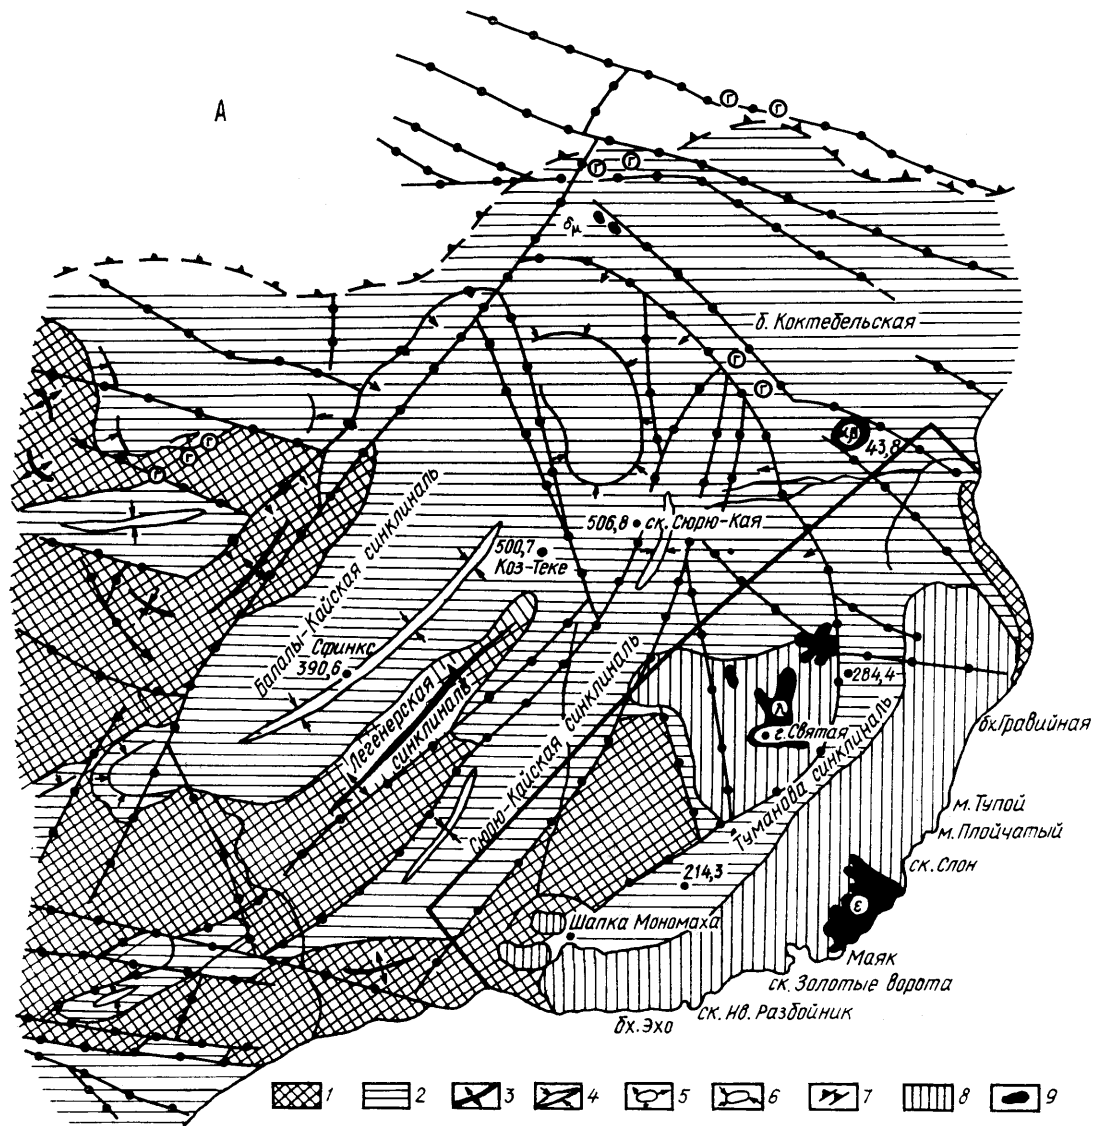 А
Г
Г
Г
Г
δμ
б. Коктебельская
Г
Г
43,8
Г
Г
Г
506,8 ск. Сюрю-Кая
500,7
Коз-Теке
Балалы-Кайская синклиналь
Сфинкс
390,6
284,4
Легенерская
синклиналь
Сюрю-Кайская синклиналь
λ
г. Святая
Туманова синклиналь
бх. Гравийная
м. Тупой
м. Плойчатый
ск. Слон
214,3
ε
Шапка Мономаха
Маяк
ск. Золотые ворота
ск. Ив. Разбойник
бх. Эхо
1 2 3 4 5 6 7 8 9